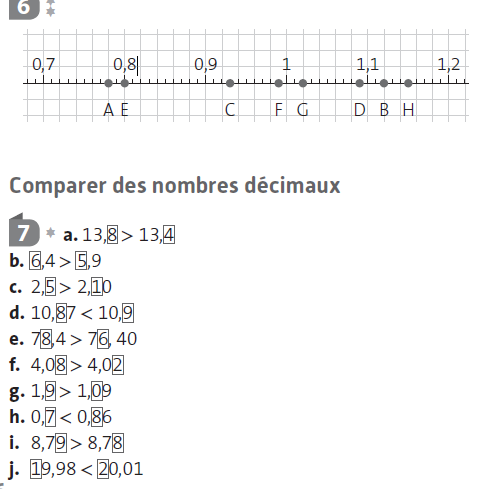 6
0,7 0,8 0,9 1 1,1 1,2
A E C F G D B H
Comparer des nombres décimaux
7 * a. 13,8 > 13,4
b. 6,4 > 5,9
c. 2,5 > 2,10
d. 10,87 < 10,9
e. 78,4 > 76, 40
f. 4,08 > 4,02
g. 1,9 > 1,09
h. 0,7 < 0,86
i. 8,79 > 8,78
j. 19,98 < 20,01